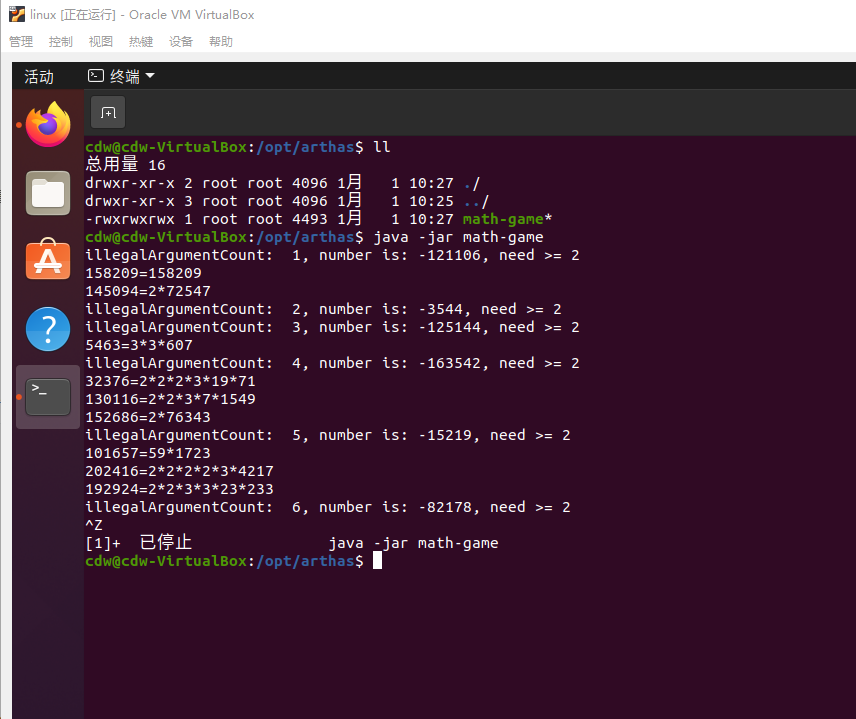 linux [正在运行] - Oracle VM VirtualBox
管理 控制 视图 热键 设备 帮助
活动 终端
cdw@cdw-VirtualBox:/opt/arthas$ ll
总用量 16
drwxr-xr-x 2 root root 4096 1月   1 10:27 ./
drwxr-xr-x 3 root root 4096 1月   1 10:25 ../
-rwxrwxrwx 1 root root 4493 1月   1 10:27 math-game*
cdw@cdw-VirtualBox:/opt/arthas$ java -jar math-game
illegalArgumentCount:  1, number is: -121106, need >= 2
158209=158209
145094=2*72547
illegalArgumentCount:  2, number is: -3544, need >= 2
illegalArgumentCount:  3, number is: -125144, need >= 2
5463=3*3*607
illegalArgumentCount:  4, number is: -163542, need >= 2
32376=2*2*2*3*19*71
130116=2*2*3*7*1549
152686=2*76343
illegalArgumentCount:  5, number is: -15219, need >= 2
101657=59*1723
202416=2*2*2*2*3*4217
192924=2*2*3*3*23*233
illegalArgumentCount:  6, number is: -82178, need >= 2
^Z
[1]+  已停止               java -jar math-game
cdw@cdw-VirtualBox:/opt/arthas$